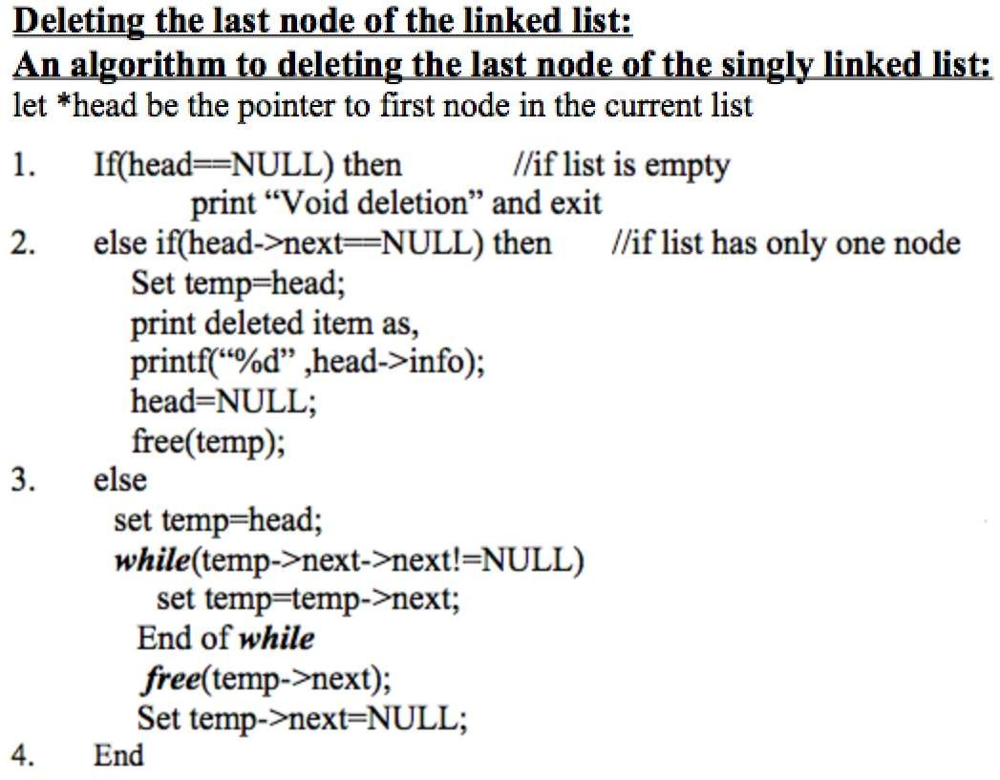 Deleting the last node of the linked list:
An algorithm to deleting the last node of the singly linked list:
let *head be the pointer to first node in the current list
1. If(head==NULL) then //if list is empty
print “Void deletion” and exit
2. else if(head->next==NULL) then //if list has only one node
Set temp=head;
print deleted item as,
printf(“%d” ,head->info);
head=NULL;
free(temp);
3. else
set temp=head;
while(temp->next->next!=NULL)
set temp=temp->next;
End of while
free(temp->next);
Set temp->next=NULL;
4. End